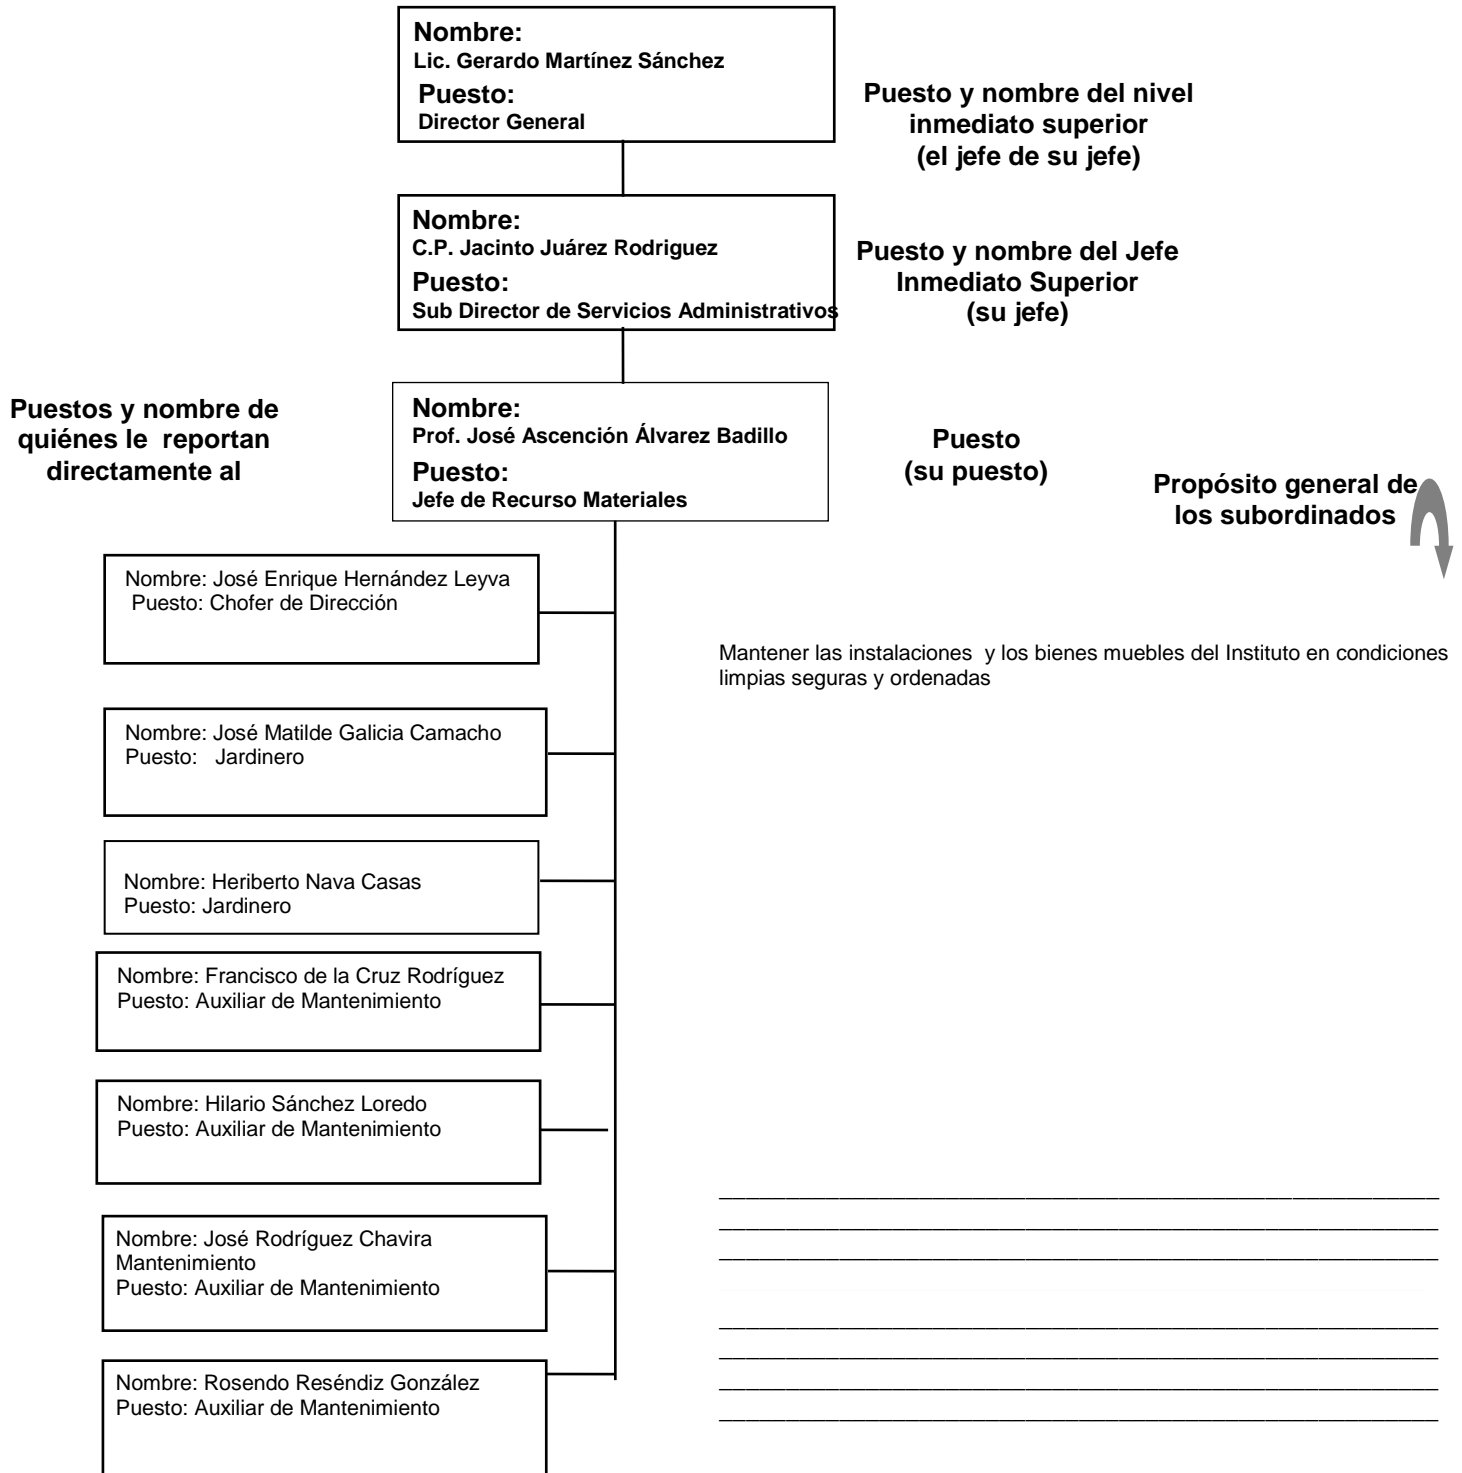 Nombre:
Lic. Gerardo Martínez Sánchez
Puesto:
Director General
Puesto y nombre del nivel
inmediato superior
(el jefe de su jefe)
Nombre:
C.P. Jacinto Juárez Rodriguez
Puesto:
Sub Director de Servicios Administrativos
Puesto y nombre del Jefe
Inmediato Superior
(su jefe)
Puestos y nombre de
quiénes le reportan
directamente al
Nombre:
Prof. José Ascención Álvarez Badillo
Puesto:
Jefe de Recurso Materiales
Puesto
(su puesto)
Propósito general de
los subordinados
Nombre: José Enrique Hernández Leyva
Puesto: Chofer de Dirección
Mantener las instalaciones y los bienes muebles del Instituto en condiciones
limpias seguras y ordenadas
Nombre: José Matilde Galicia Camacho
Puesto: Jardinero
Nombre: Heriberto Nava Casas
Puesto: Jardinero
Nombre: Francisco de la Cruz Rodríguez
Puesto: Auxiliar de Mantenimiento
Nombre: Hilario Sánchez Loredo
Puesto: Auxiliar de Mantenimiento
Nombre: José Rodríguez Chavira
Mantenimiento
Puesto: Auxiliar de Mantenimiento
Nombre: Rosendo Reséndiz González
Puesto: Auxiliar de Mantenimiento